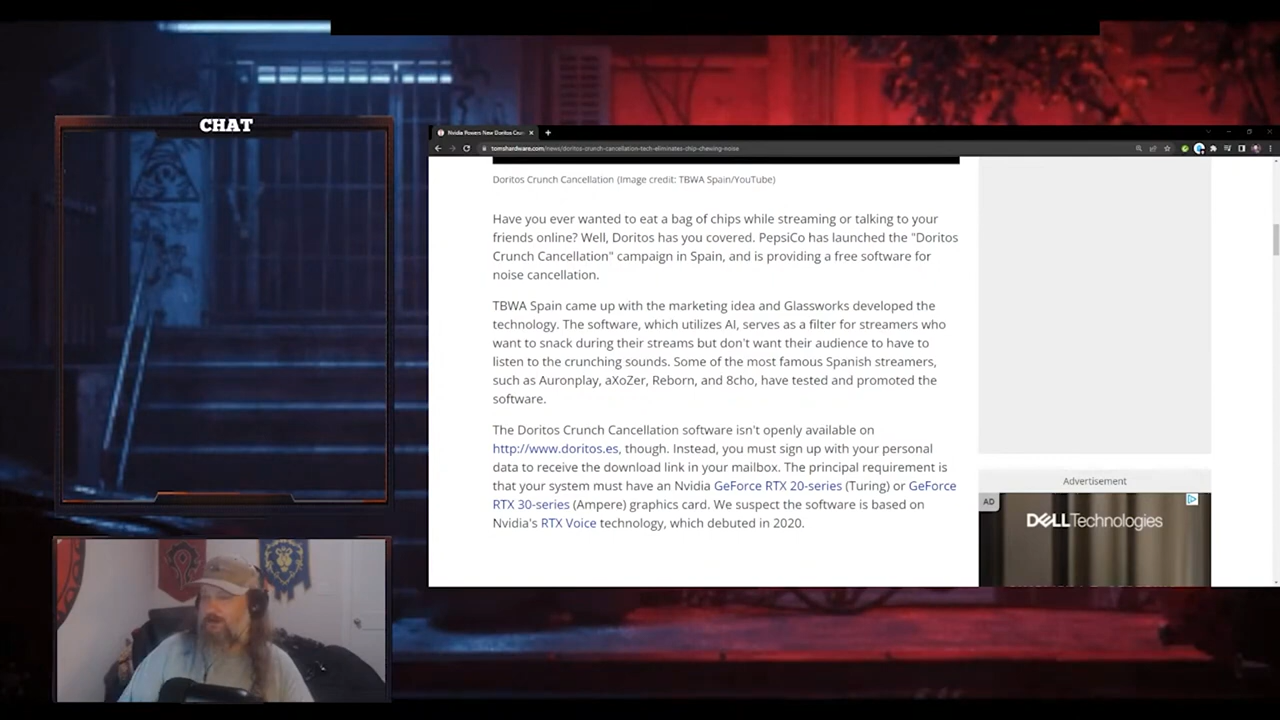 CHAT
Nvidia Powers New Doritos Crun
tomshardware.com/news/doritos-crunch-cancellation-tech-eliminates-chip-chewing-noise
Doritos Crunch Cancellation (Image credit: TBWA Spain/YouTube)
Have you ever wanted to eat a bag of chips while streaming or talking to your
friends online? Well, Doritos has you covered. PepsiCo has launched the "Doritos
Crunch Cancellation" campaign in Spain, and is providing a free software for
noise cancellation.
TBWA Spain came up with the marketing idea and Glassworks developed the
technology. The software, which utilizes AI, serves as a filter for streamers who
want to snack during their streams but don't want their audience to have to
listen to the crunching sounds. Some of the most famous Spanish streamers,
such as Auronplay, aXoZer, Reborn, and 8cho, have tested and promoted the
software.
The Doritos Crunch Cancellation software isn't openly available on
http://www.doritos.es, though. Instead, you must sign up with your personal
data to receive the download link in your mailbox. The principal requirement is
that your system must have an Nvidia GeForce RTX 20-series (Turing) or GeForce
RTX 30-series (Ampere) graphics card. We suspect the software is based on
Nvidia's RTX Voice technology, which debuted in 2020.
Advertisement
AD
DELLTechnologies